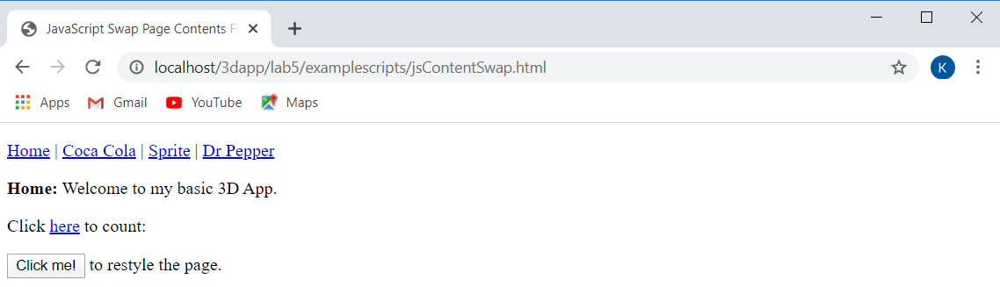 JavaScript Swap Page Contents
localhost/3dapp/lab5/examplescripts/jsContentSwap.html
K
Apps Gmail YouTube Maps
Home | Coca Cola | Sprite | Dr Pepper
Home: Welcome to my basic 3D App.
Click here to count:
Click me! to restyle the page.